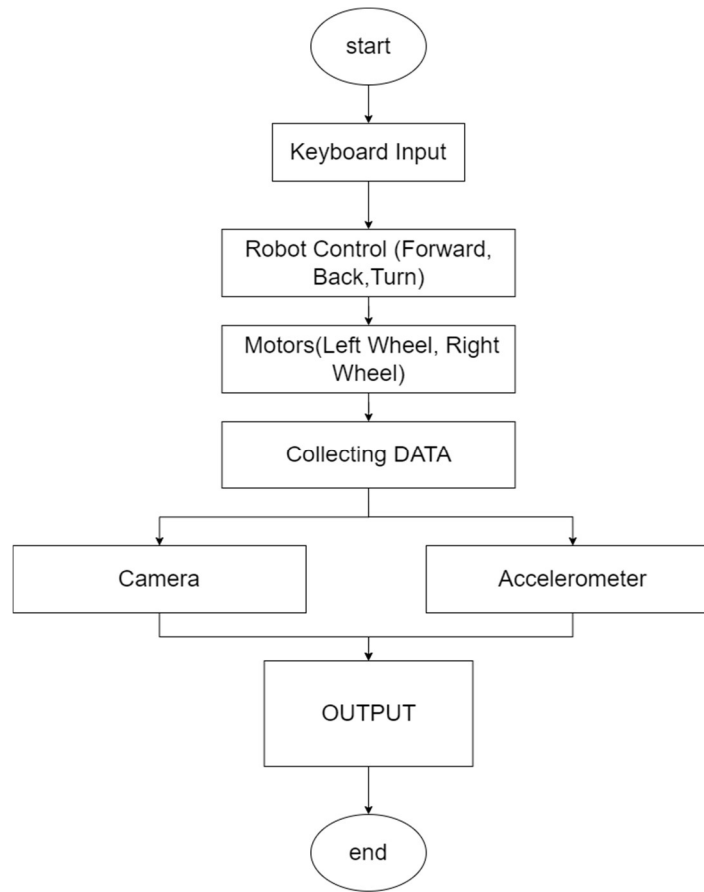 start
Keyboard Input
Robot Control (Forward,
Back,Turn)
Motors(Left Wheel, Right
Wheel)
Collecting DATA
Camera
Accelerometer
OUTPUT
end